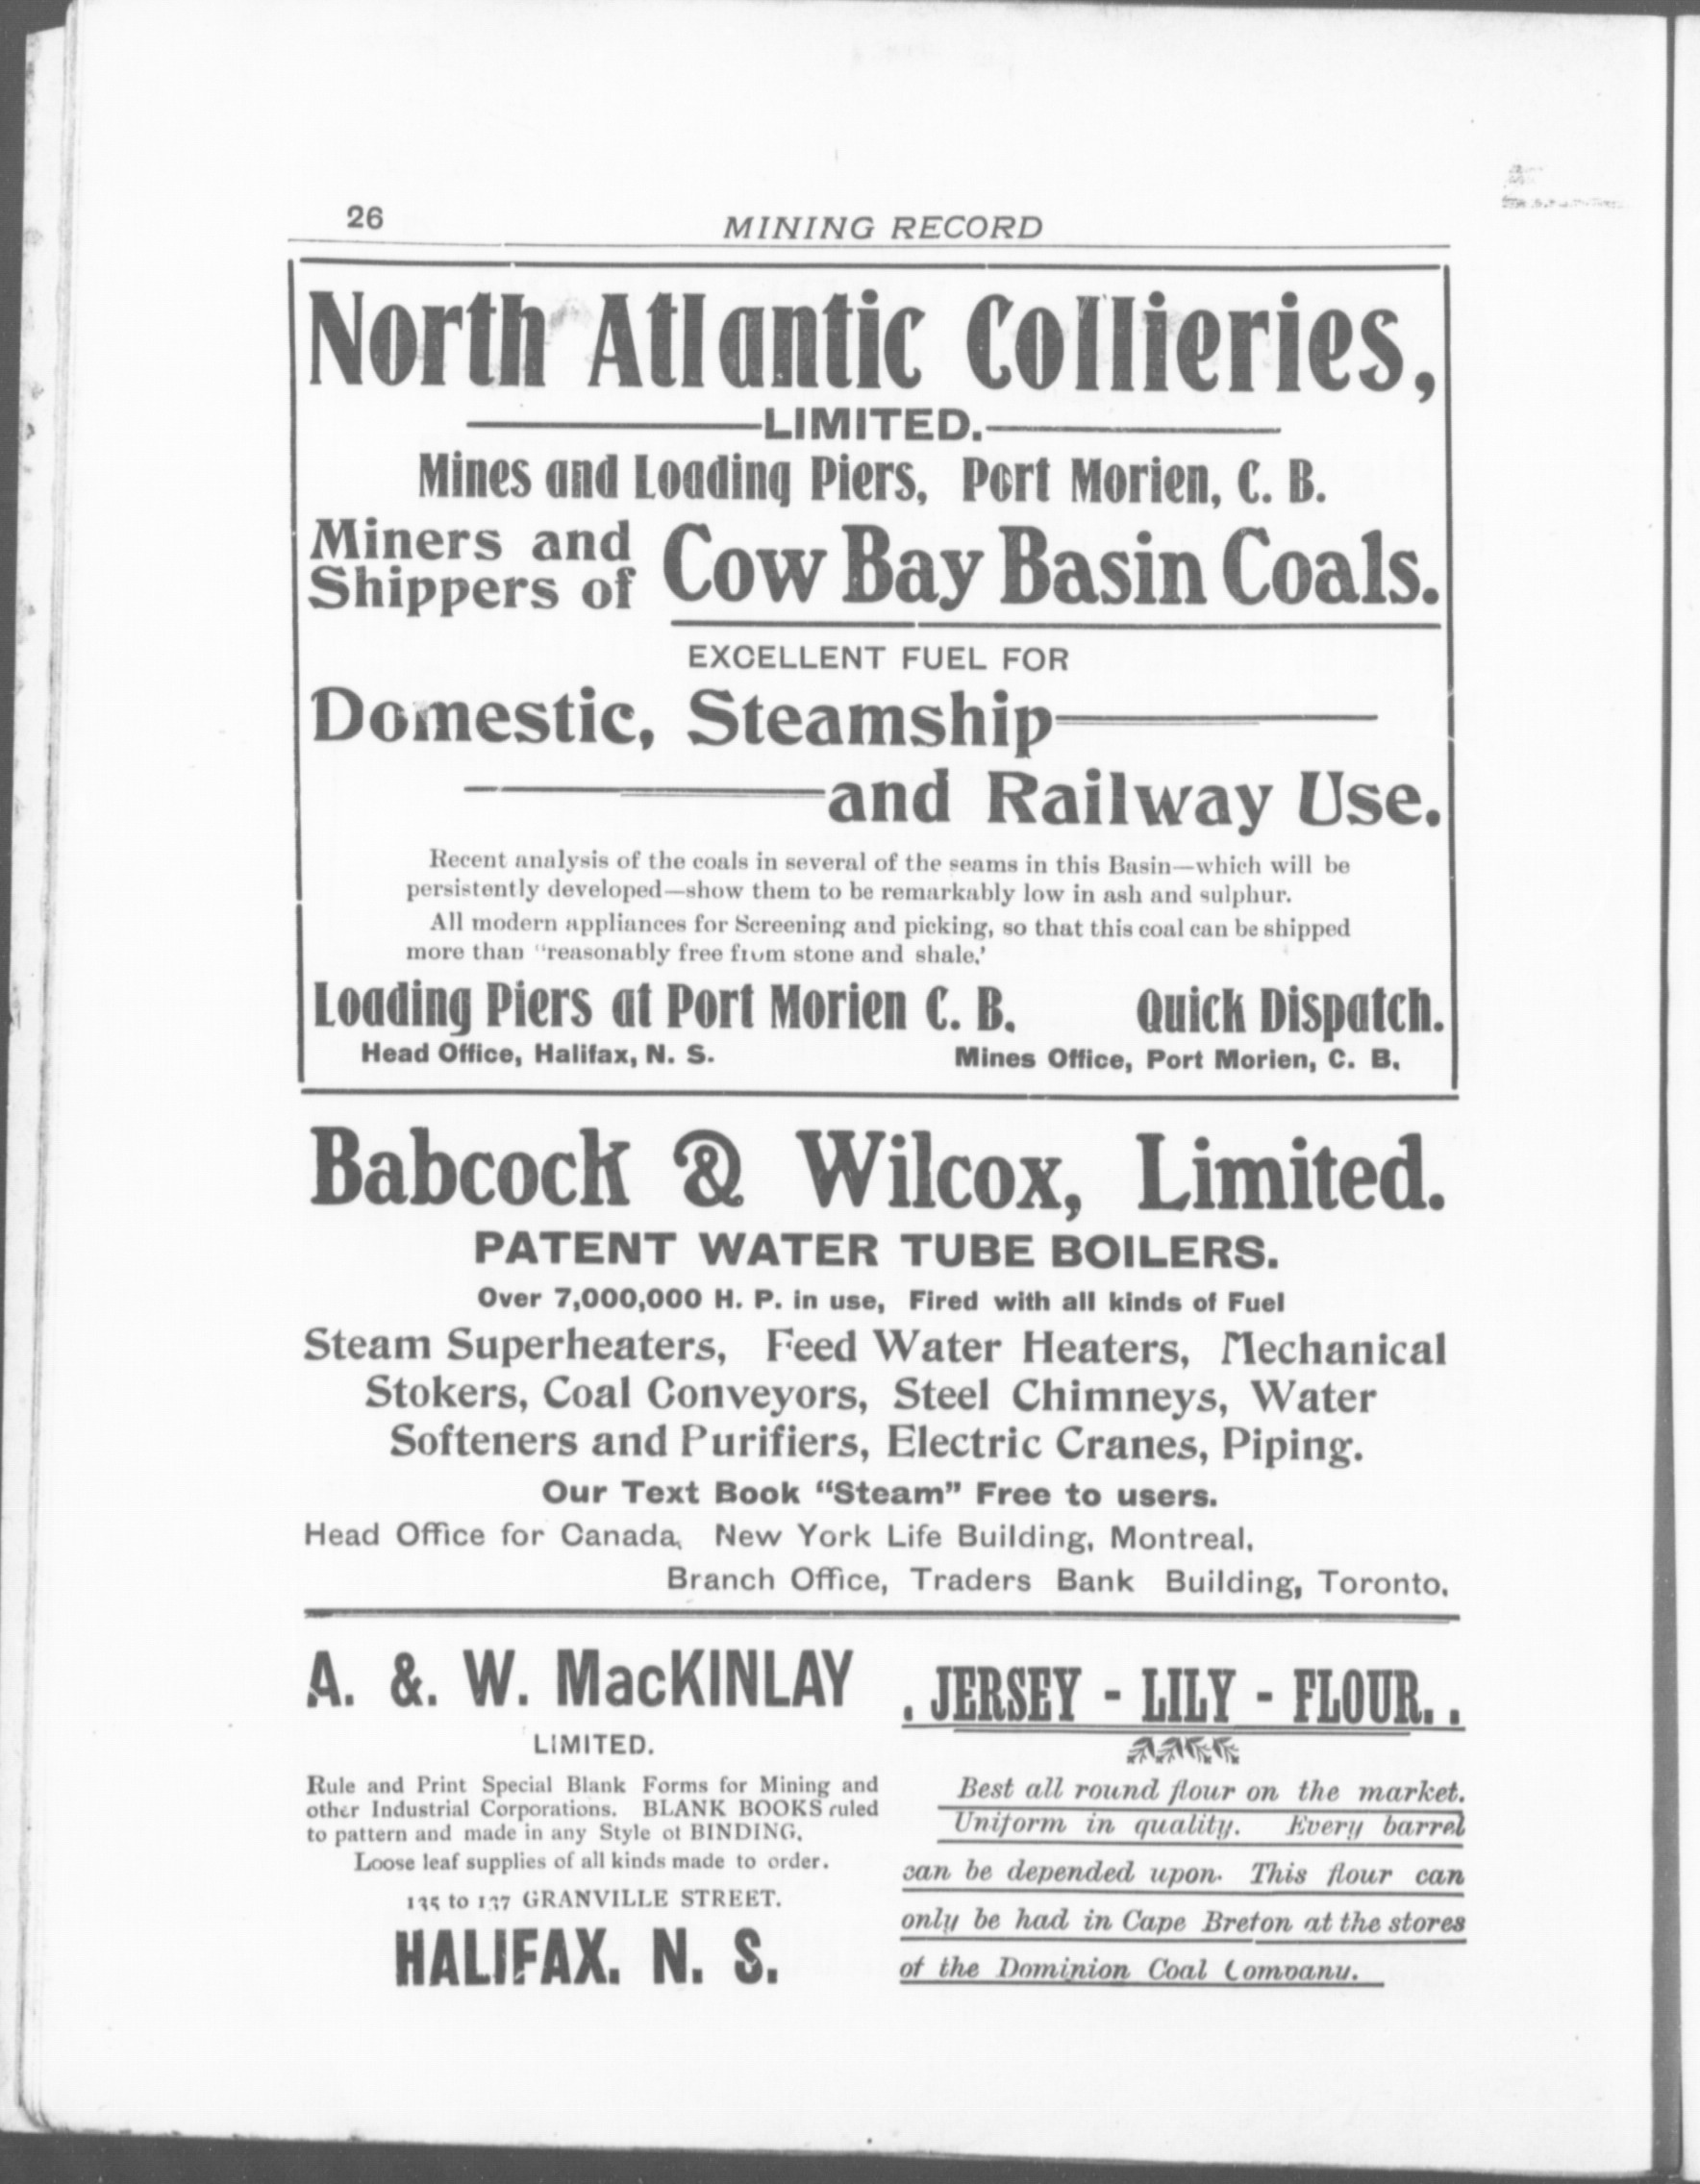 26
MINING RECORD
North Atlantic Collieries,
LIMITED.
Mines and Loading Piers, Port Morien, C. B.
Miners and
Shippers of Cow Bay Basin Coals.
EXCELLENT FUEL FOR
Domestic, Steamship
and Railway Use.
Recent analysis of the coals in several of the seams in this Basin—which will be
persistently developed—show them to be remarkably low in ash and sulphur.
All modern appliances for Screening and picking, so that this coal can be shipped
more than "reasonably free from stone and shale.'
Loading Piers at Port Morien C. B. Quick Dispatch.
Head Office, Halifax, N. S. Mines Office, Port Morien, C. B.
Babcock & Wilcox, Limited.
PATENT WATER TUBE BOILERS.
Over 7,000,000 H. P. in use, Fired with all kinds of Fuel
Steam Superheaters, Feed Water Heaters, Mechanical
Stokers, Coal Conveyors, Steel Chimneys, Water
Softeners and Purifiers, Electric Cranes, Piping.
Our Text Book "Steam" Free to users.
Head Office for Canada, New York Life Building, Montreal,
Branch Office, Traders Bank Building, Toronto.
A. &. W. MacKINLAY
LIMITED.
Rule and Print Special Blank Forms for Mining and
other Industrial Corporations. BLANK BOOKS ruled
to pattern and made in any Style of BINDING.
Loose leaf supplies of all kinds made to order.
135 to 137 GRANVILLE STREET.
HALIFAX. N. S.
. JERSEY - LILY - FLOUR. .
Best all round flour on the market.
Uniform in quality. Every barrel
can be depended upon. This flour can
only be had in Cape Breton at the stores
of the Dominion Coal Company.